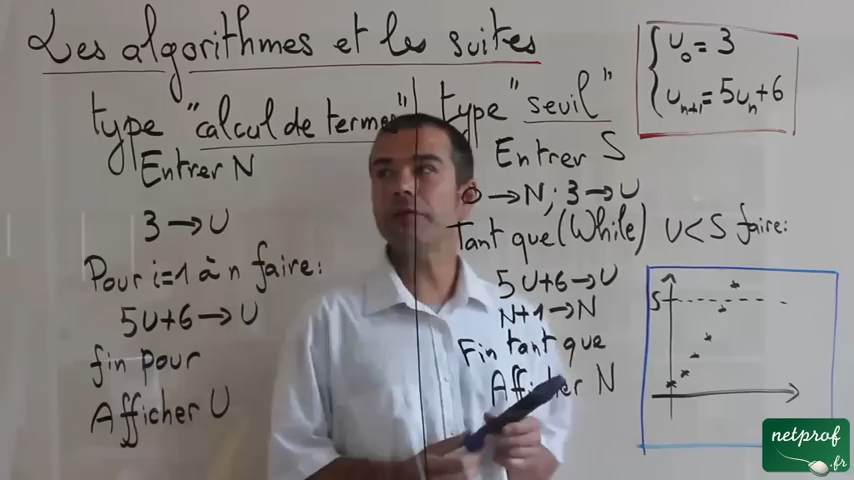 Les algorithmes et les suites
type "calcul de termes"
Entrer N
3 → U
Pour i=1 à n faire:
5U+6 → U
fin pour
Afficher U
type "seuil"
Entrer S
0 → N; 3 → U
Tant que (While) U<S faire:
5U+6 → U
N+1 → N
Fin tant que
Afficher N
u₀ = 3
uₙ₊₁ = 5uₙ+6
S
netprof
.fr